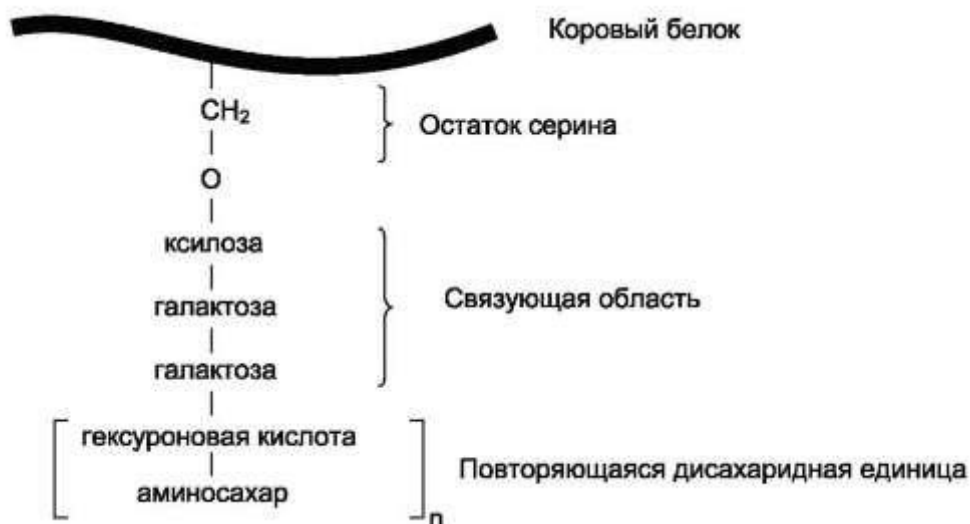 Коровый белок
CH₂
Остаток серина
O
ксилоза
галактоза
Связующая область
галактоза
гексуроновая кислота
Повторяющаяся дисахаридная единица
аминосахар
n